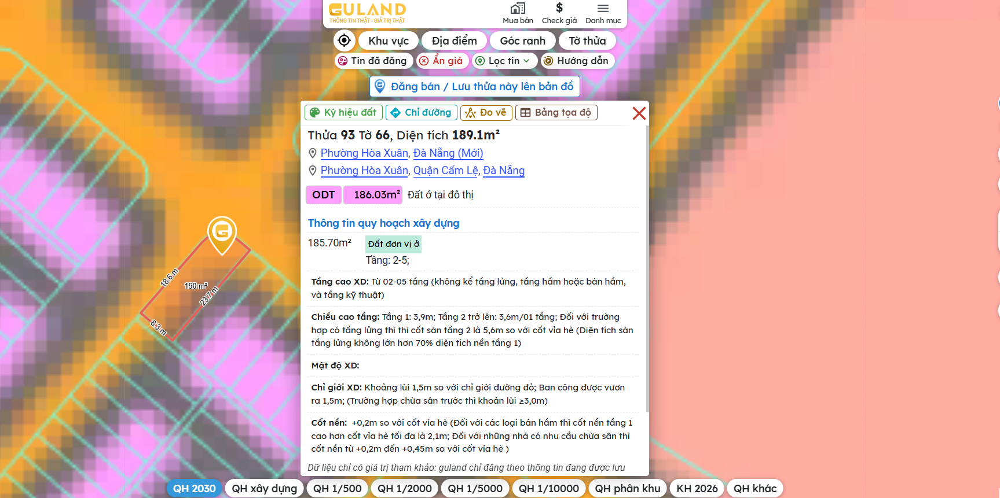 GULAND
THÔNG TIN THẬT - GIÁ TRỊ THẬT
Mua bán
$
Check giá
Danh mục
Khu vực
Địa điểm
Góc ranh
Tờ thửa
Tin đã đăng
Ẩn giá
Lọc tin
Hướng dẫn
Đăng bán / Lưu thửa này lên bản đồ
Ký hiệu đất
Chỉ đường
Đo vẽ
Bảng tọa độ
Thửa 93 Tờ 66, Diện tích 189.1m²
Phường Hòa Xuân, Đà Nẵng (Mới)
Phường Hòa Xuân, Quận Cẩm Lệ, Đà Nẵng
ODT 186.03m² Đất ở tại đô thị
Thông tin quy hoạch xây dựng
185.70m² Đất đơn vị ở
Tầng: 2-5;
Tầng cao XD: Từ 02-05 tầng (không kể tầng lửng, tầng hầm hoặc bán hầm,
và tầng kỹ thuật)
Chiều cao tầng: Tầng 1: 3,9m; Tầng 2 trở lên: 3,6m/01 tầng; Đối với trường
hợp có tầng lửng thì thì cốt sàn tầng 2 là 5,6m so với cốt vỉa hè (Diện tích sàn
tầng lửng không lớn hơn 70% diện tích nền tầng 1)
Mật độ XD:
Chỉ giới XD: Khoảng lùi 1,5m so với chỉ giới đường đỏ; Ban công được vươn
ra 1,5m; (Trường hợp chừa sân trước thì khoản lùi ≥3,0m)
Cốt nền: +0,2m so với cốt vỉa hè (Đối với các loại bán hầm thì cốt nền tầng 1
cao hơn cốt vỉa hè tối đa là 2,1m; Đối với những nhà có nhu cầu chừa sân thì
cốt nền từ +0,2m đến +0,45m so với cốt vỉa hè )
Dữ liệu chỉ có giá trị tham khảo: guland chỉ đăng theo thông tin đang được lưu
18.6 m
190 m²
23.7 m
8.3 m
QH 2030
QH xây dựng
QH 1/500
QH 1/2000
QH 1/5000
QH 1/10000
QH phân khu
KH 2026
QH khác